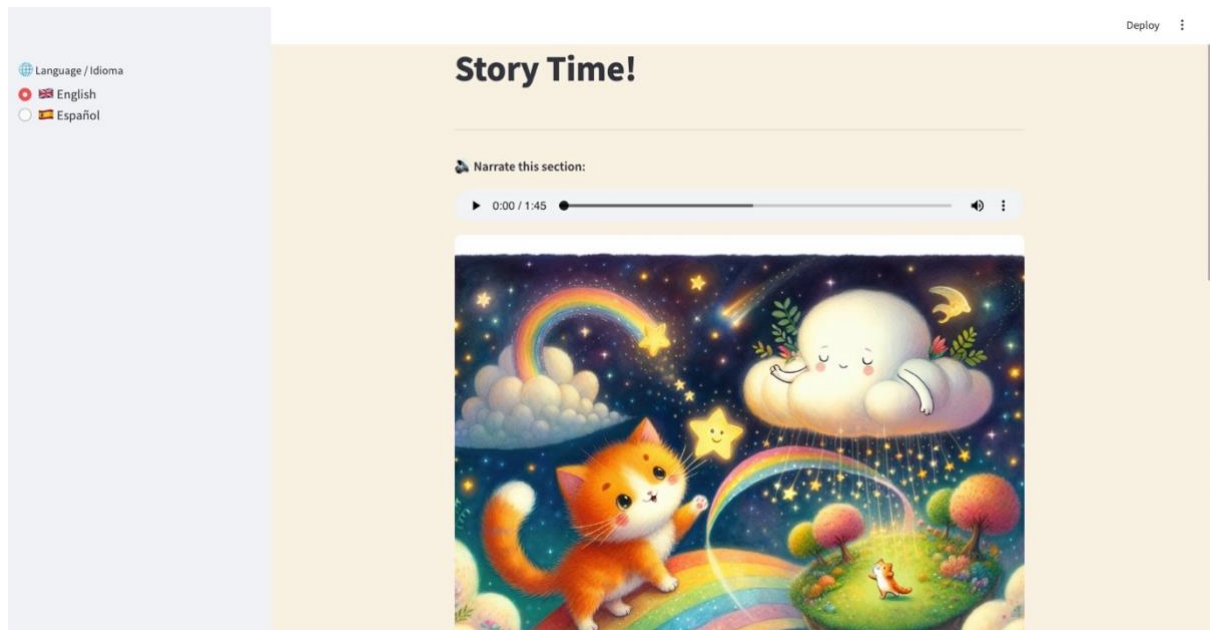 Deploy
Language / Idioma
English
Español
Story Time!
Narrate this section:
0:00 / 1:45